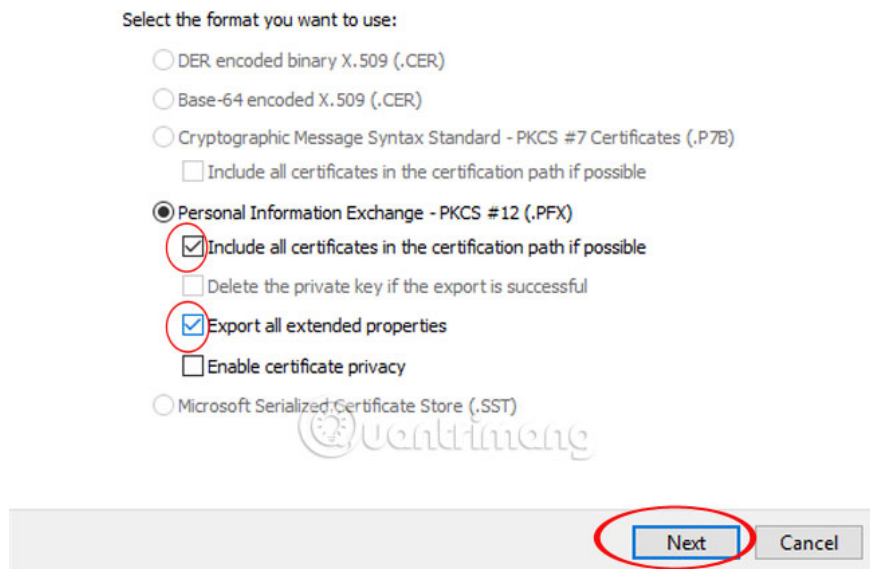 Select the format you want to use:
DER encoded binary X.509 (.CER)
Base-64 encoded X.509 (.CER)
Cryptographic Message Syntax Standard - PKCS #7 Certificates (.P7B)
Include all certificates in the certification path if possible
Personal Information Exchange - PKCS #12 (.PFX)
Include all certificates in the certification path if possible
Delete the private key if the export is successful
Export all extended properties
Enable certificate privacy
Microsoft Serialized Certificate Store (.SST)
Quantrimang
Next Cancel